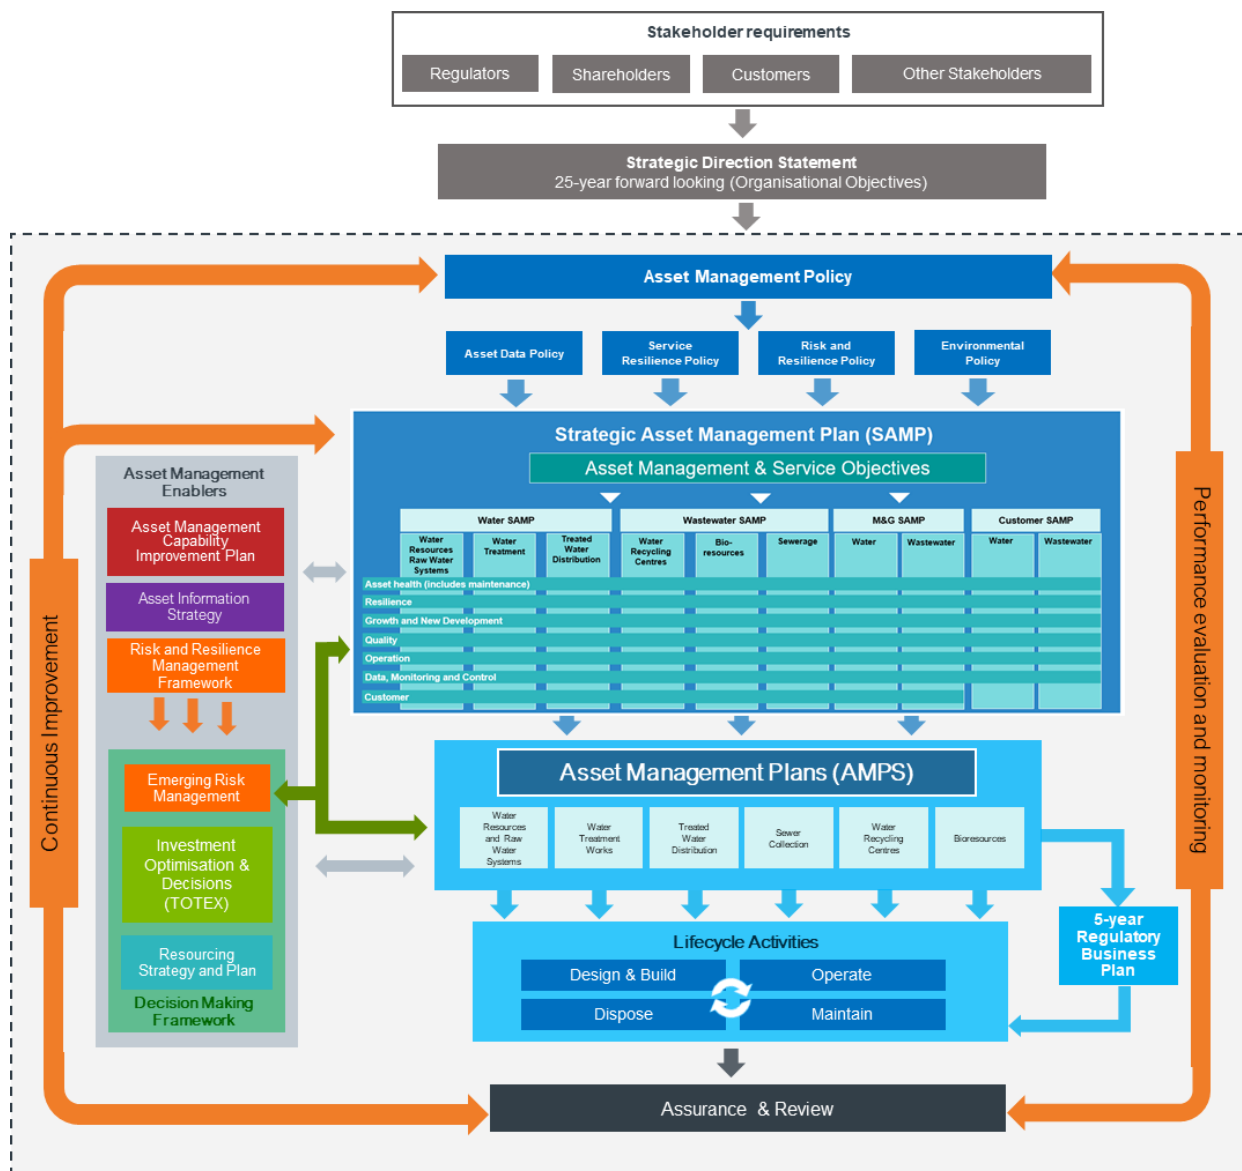 Stakeholder requirements
Regulators
Shareholders
Customers
Other Stakeholders
Strategic Direction Statement
25-year forward looking (Organisational Objectives)
Asset Management Policy
Asset Data Policy
Service
Resilience Policy
Risk and
Resilience Policy
Environmental
Policy
Strategic Asset Management Plan (SAMP)
Asset Management & Service Objectives
Water SAMP
Wastewater SAMP
M&G SAMP
Customer SAMP
Water
Resources
Raw Water
Systems
Water
Treatment
Treated
Water
Distribution
Water
Recycling
Centres
Bio-
resources
Sewerage
Water
Wastewater
Water
Wastewater
Asset health (includes maintenance)
Resilience
Growth and New Development
Quality
Operation
Data, Monitoring and Control
Customer
Asset Management
Enablers
Asset Management
Capability
Improvement Plan
Asset Information
Strategy
Risk and Resilience
Management
Framework
Emerging Risk
Management
Investment
Optimisation &
Decisions
(TOTEX)
Resourcing
Strategy and Plan
Decision Making
Framework
Continuous Improvement
Performance evaluation and monitoring
Asset Management Plans (AMPS)
Water
Resources
and Raw
Water
Systems
Water
Treatment
Works
Treated
Water
Distribution
Sewer
Collection
Water
Recycling
Centres
Bioresources
5-year
Regulatory
Business
Plan
Lifecycle Activities
Design & Build
Operate
Dispose
Maintain
Assurance & Review